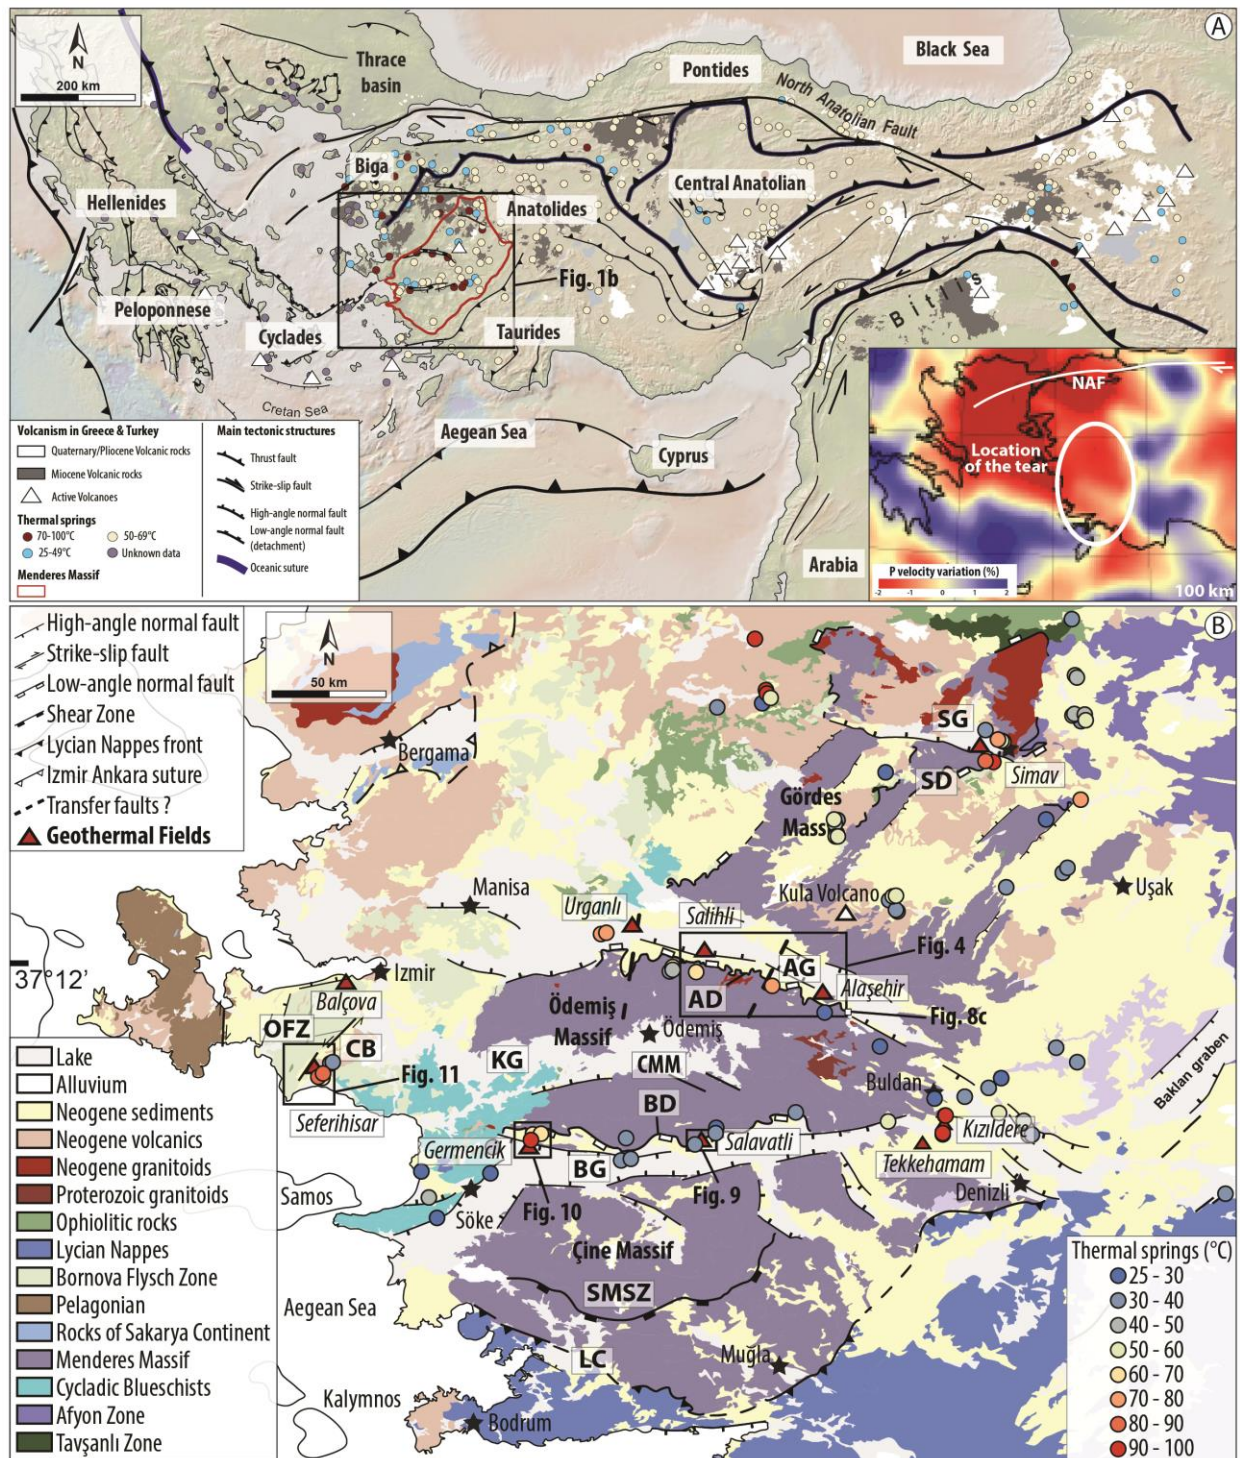 A
N
200 km
Thrace
basin
Black Sea
Pontides
North Anatolian Fault
Biga
Hellenides
Central Anatolian
Anatolides
Fig. 1b
Bitlis
Peloponnese
Cyclades
Taurides
Cretan Sea
Aegean Sea
Cyprus
Arabia
NAF
Location
of the tear
P velocity variation (%)
-2 -1 0 1 2
100 km
Volcanism in Greece & Turkey
Quaternary/Pliocene Volcanic rocks
Miocene Volcanic rocks
Active Volcanoes
Thermal springs
70-100°C
50-69°C
25-49°C
Unknown data
Menderes Massif
Main tectonic structures
Thrust fault
Strike-slip fault
High-angle normal fault
Low-angle normal fault
(detachment)
Oceanic suture
B
High-angle normal fault
Strike-slip fault
Low-angle normal fault
Shear Zone
Lycian Nappes front
Izmir Ankara suture
Transfer faults ?
Geothermal Fields
N
50 km
Bergama
SG
SD
Simav
Gördes
Massif
Manisa
Urganlı
Salihli
Kula Volcano
Uşak
Fig. 4
37°12'
Izmir
Balçova
AG
AD
Alaşehir
Ödemiş
Massif
Ödemiş
Fig. 8c
OFZ
CB
Fig. 11
KG
CMM
Buldan
Baklan graben
Seferihisar
BD
Kızıldere
Germencik
Salavatli
Tekkehamam
BG
Denizli
Samos
Söke
Fig. 10
Fig. 9
Çine Massif
SMSZ
Aegean Sea
LC
Muğla
Kalymnos
Bodrum
Lake
Alluvium
Neogene sediments
Neogene volcanics
Neogene granitoids
Proterozoic granitoids
Ophiolitic rocks
Lycian Nappes
Bornova Flysch Zone
Pelagonian
Rocks of Sakarya Continent
Menderes Massif
Cycladic Blueschists
Afyon Zone
Tavşanlı Zone
Thermal springs (°C)
25 - 30
30 - 40
40 - 50
50 - 60
60 - 70
70 - 80
80 - 90
90 - 100